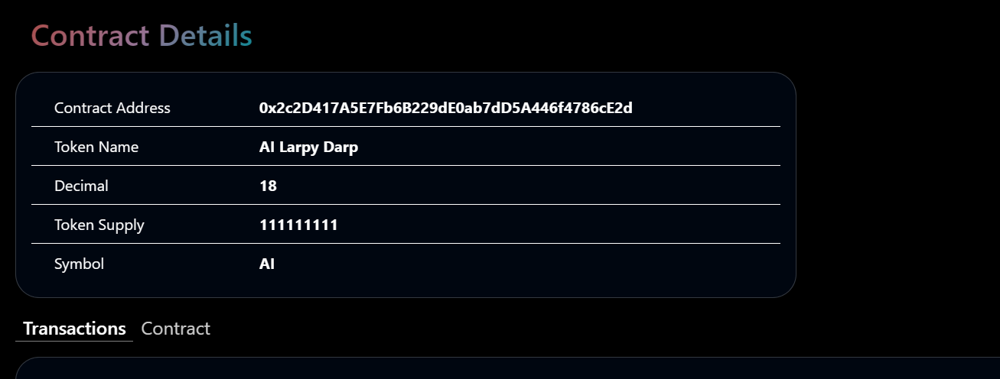 Contract Details
Contract Address 0x2c2D417A5E7Fb6B229dE0ab7dD5A446f4786cE2d
Token Name AI Larpy Darp
Decimal 18
Token Supply 111111111
Symbol AI
Transactions Contract